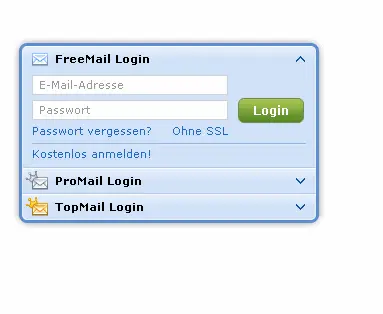 FreeMail Login
E-Mail-Adresse
Passwort
Login
Passwort vergessen? Ohne SSL
Kostenlos anmelden!
ProMail Login
TopMail Login